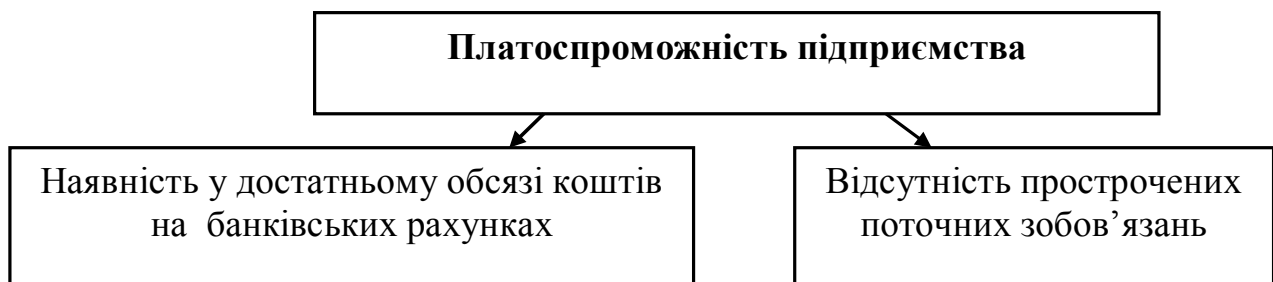 Платоспроможність підприємства
Наявність у достатньому обсязі коштів
на банківських рахунках
Відсутність прострочених
поточних зобов’язань